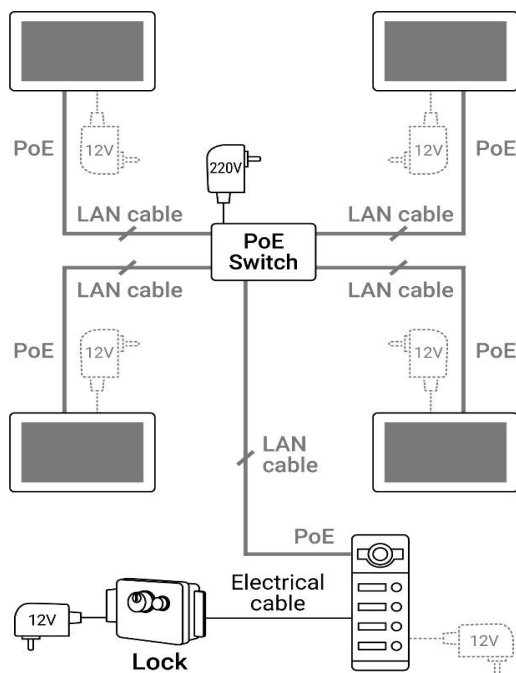 12V
12V
PoE
220V
PoE
LAN cable
LAN cable
PoE
Switch
LAN cable
LAN cable
PoE
12V
12V
PoE
LAN
cable
PoE
Electrical
cable
12V
12V
Lock